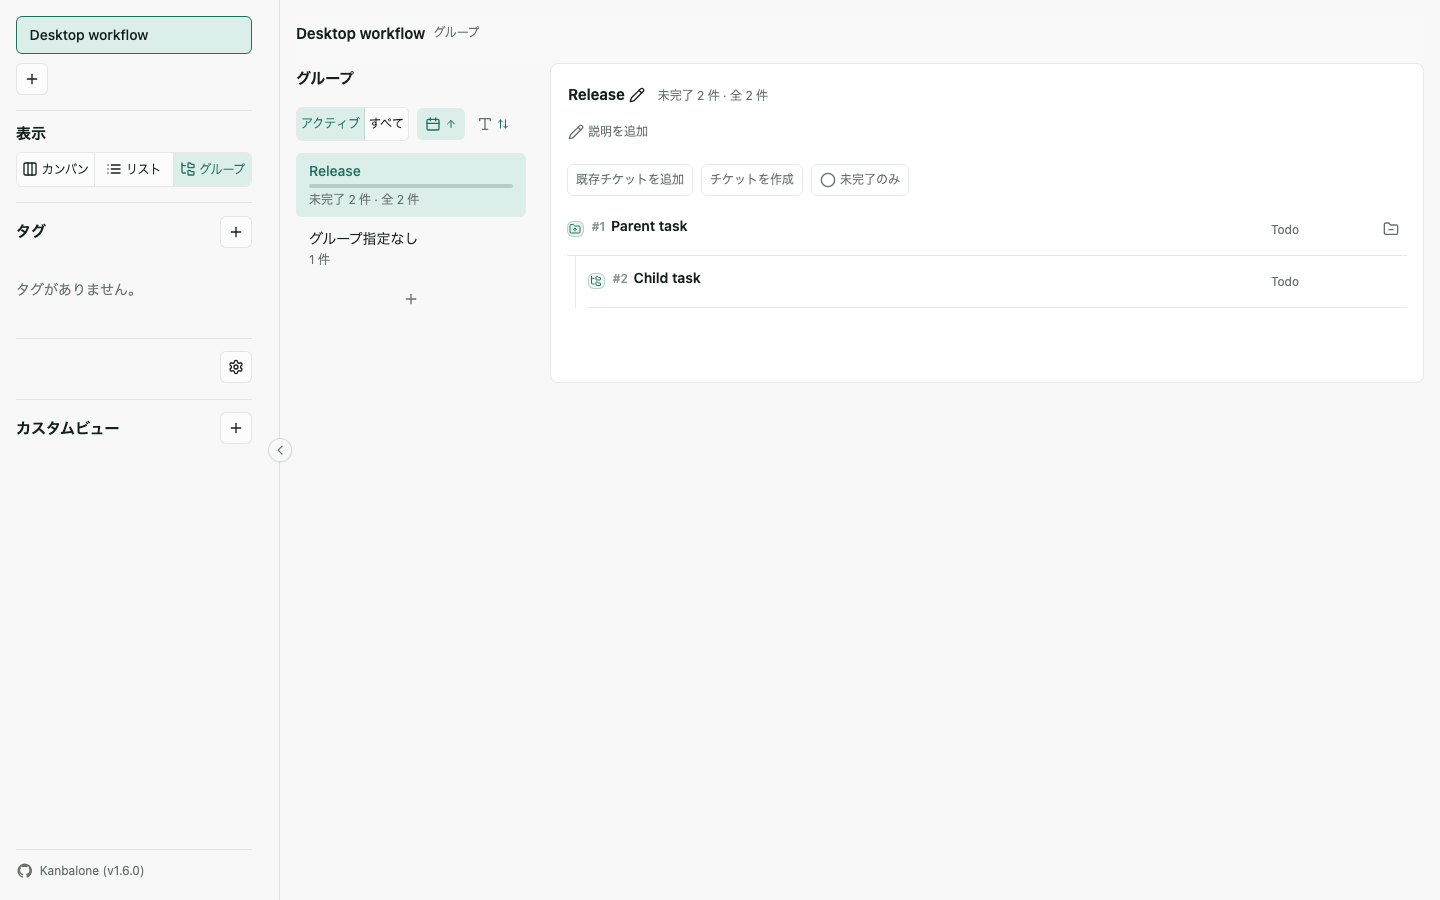 Desktop workflow
表示
カンバン
リスト
グループ
タグ
タグがありません。
カスタムビュー
Kanbalone (v1.6.0)
Desktop workflow グループ
グループ
アクティブ すべて
Release
未完了 2 件 · 全 2 件
グループ指定なし
1 件
Release 未完了 2 件 · 全 2 件
説明を追加
既存チケットを追加 チケットを作成 未完了のみ
#1 Parent task Todo
#2 Child task Todo